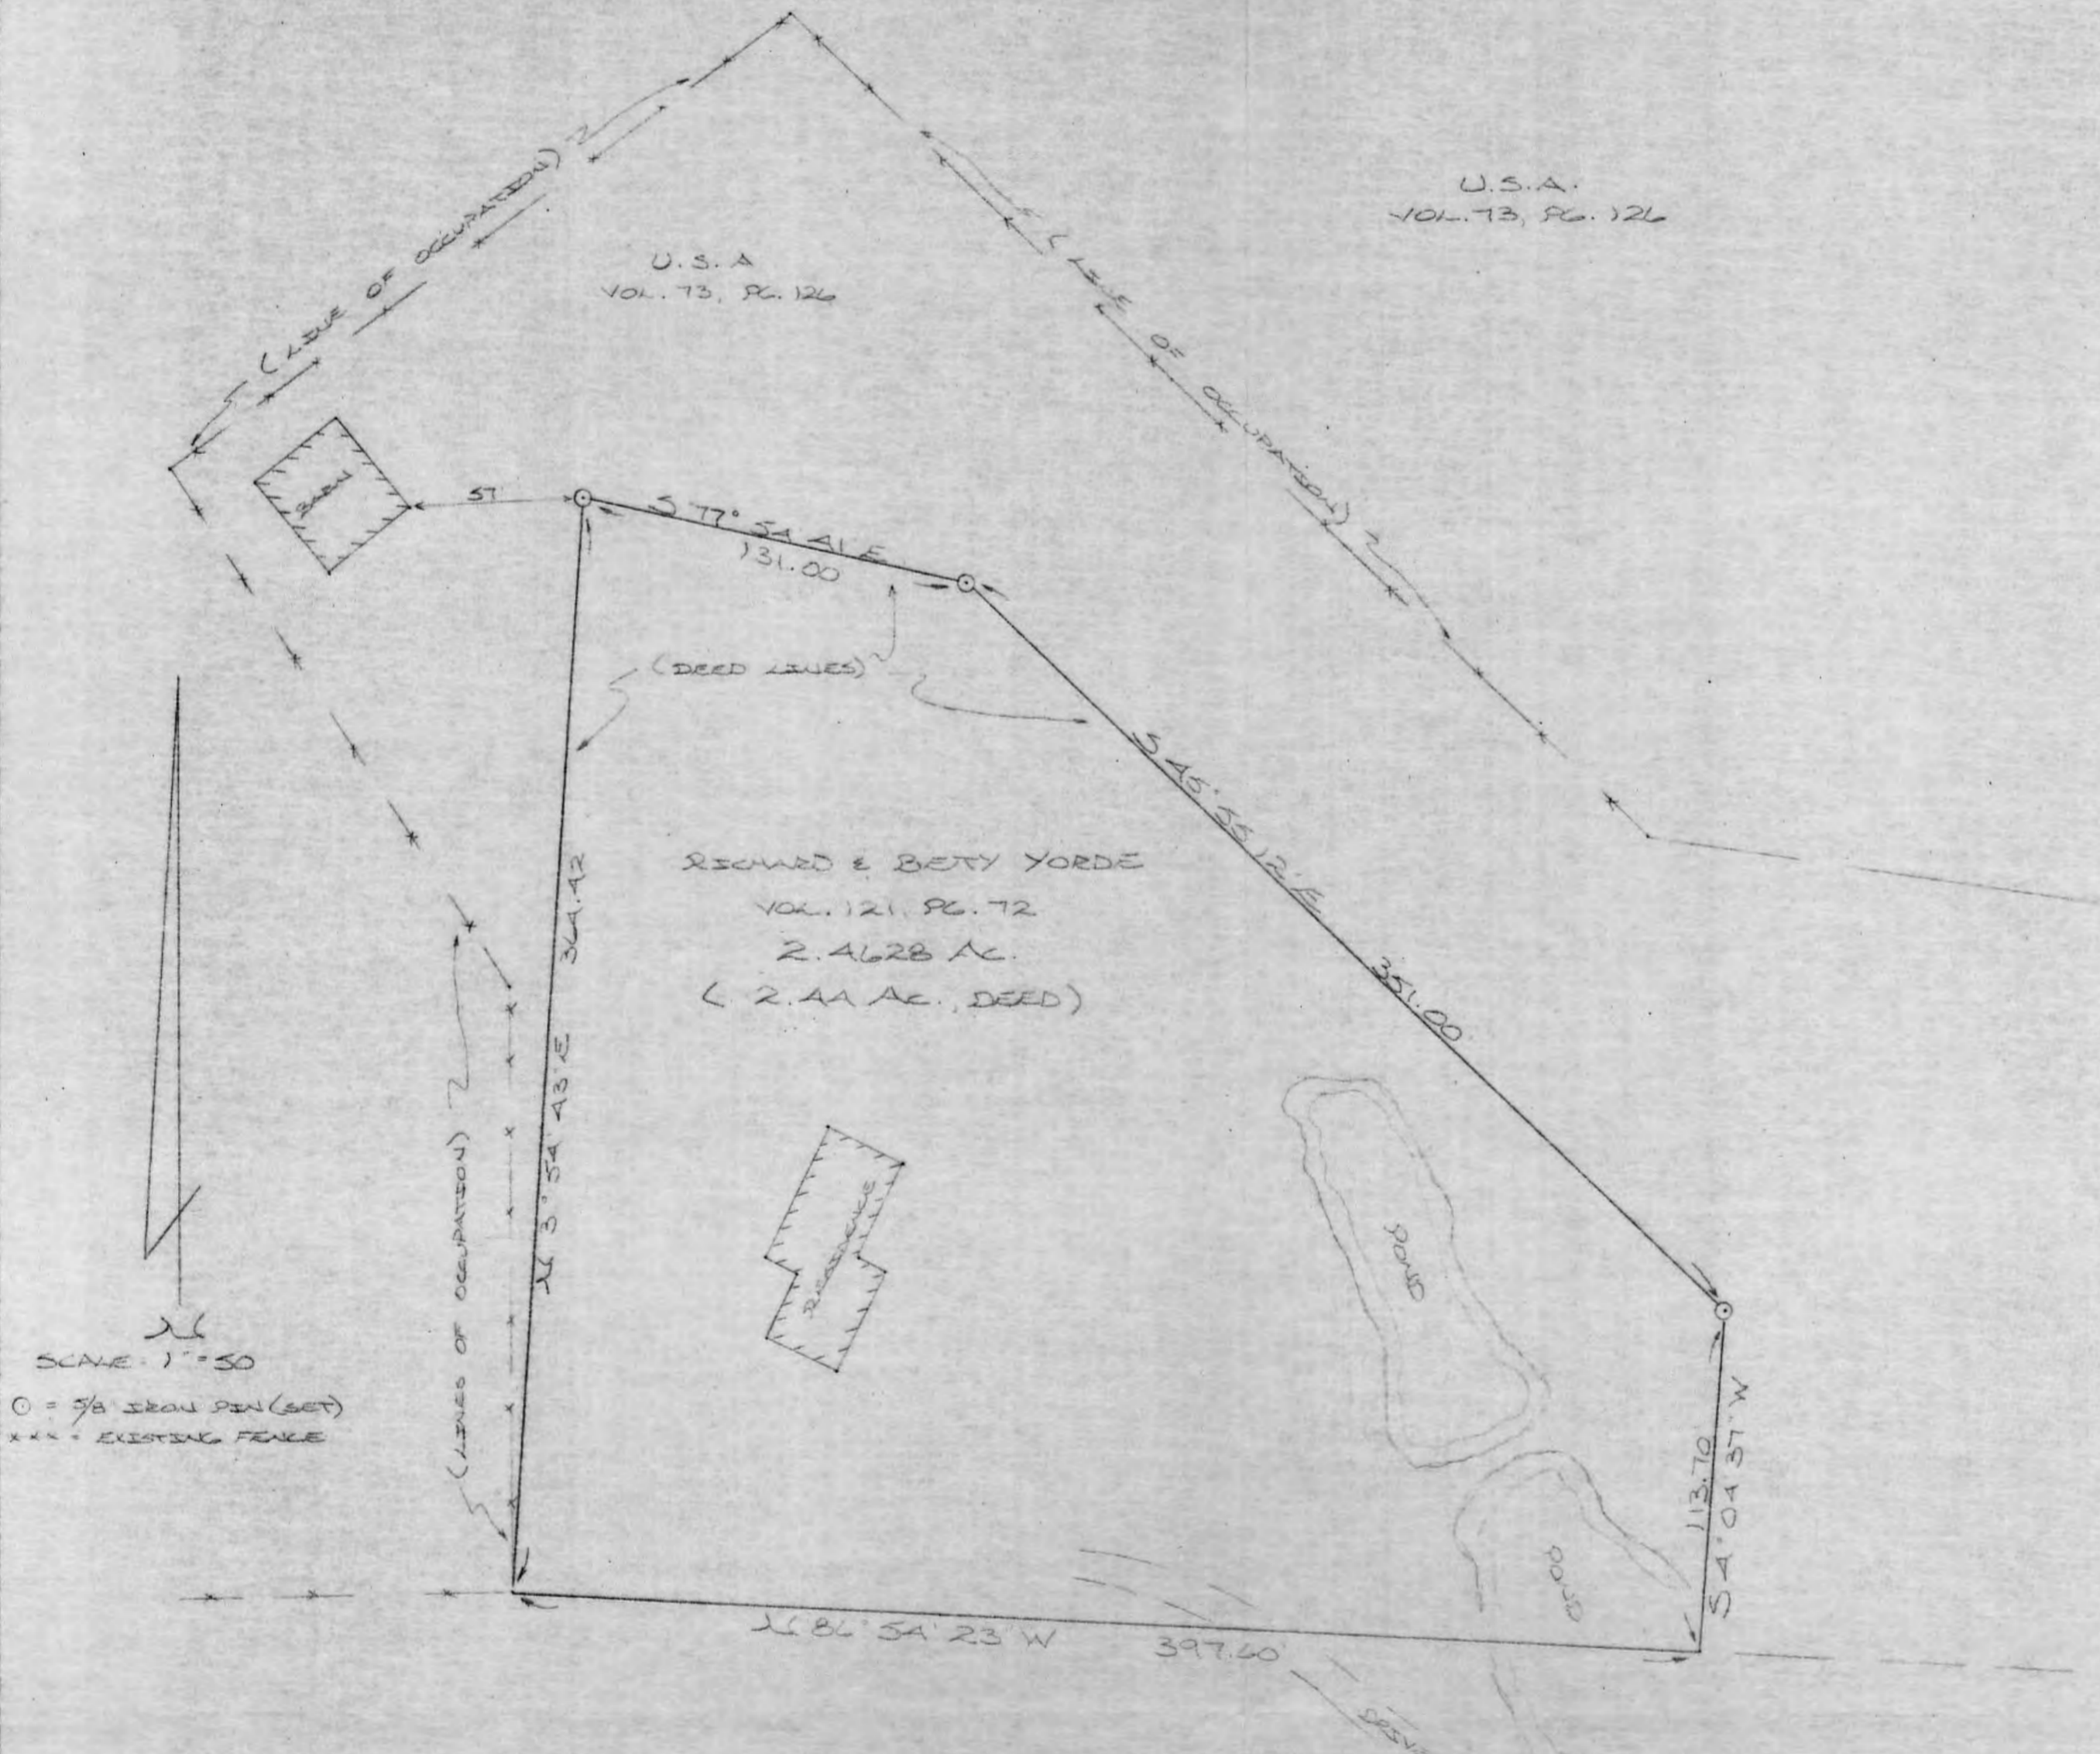 U.S.A.
VOL. 73, PG. 126
U.S.A
VOL. 73, PG. 126
(LINE OF OCCUPATION)
(LINE OF OCCUPATION)
BARN
57'
S 77° 54' 41" E
131.00
(DEED LINES)
S 45° 55' 12" E
351.00
RICHARD & BETTY YORDE
VOL. 121, PG. 72
2.4628 AC.
(2.44 AC., DEED)
364.42
N 3° 54' 43" E
(LINES OF OCCUPATION)
RESIDENCE
POND
POND
113.70
S 4° 04' 37" W
N
SCALE: 1" = 50'
⊙ = 5/8" IRON PIN (SET)
xxx = EXISTING FENCE
N 86° 54' 23" W 397.60'